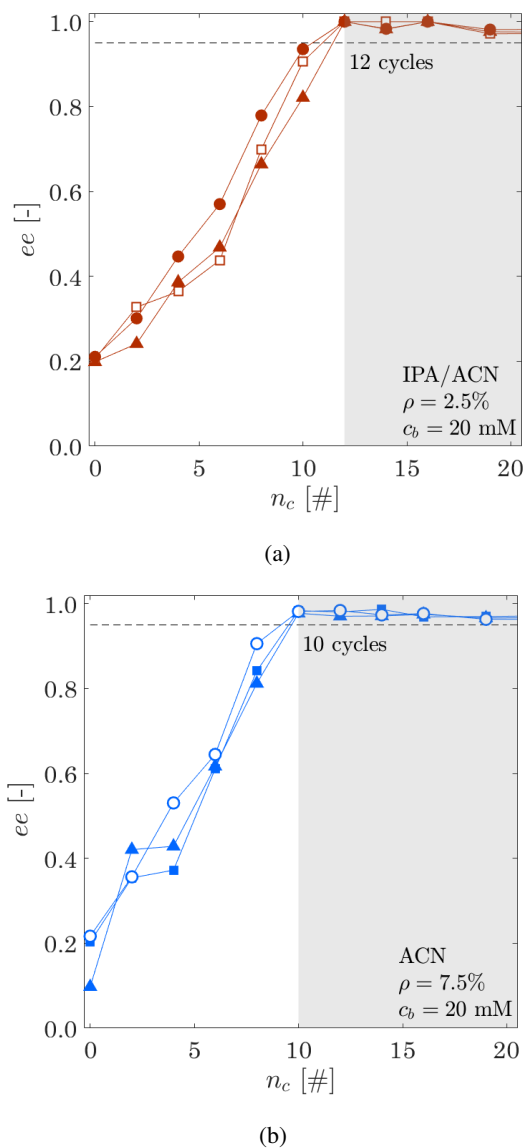 1.0
0.8
0.6
0.4
0.2
0.0
ee [-]
12 cycles
IPA/ACN
ρ = 2.5%
c_b = 20 mM
0 5 10 15 20
n_c [#]
(a)
1.0
0.8
0.6
0.4
0.2
0.0
ee [-]
10 cycles
ACN
ρ = 7.5%
c_b = 20 mM
0 5 10 15 20
n_c [#]
(b)